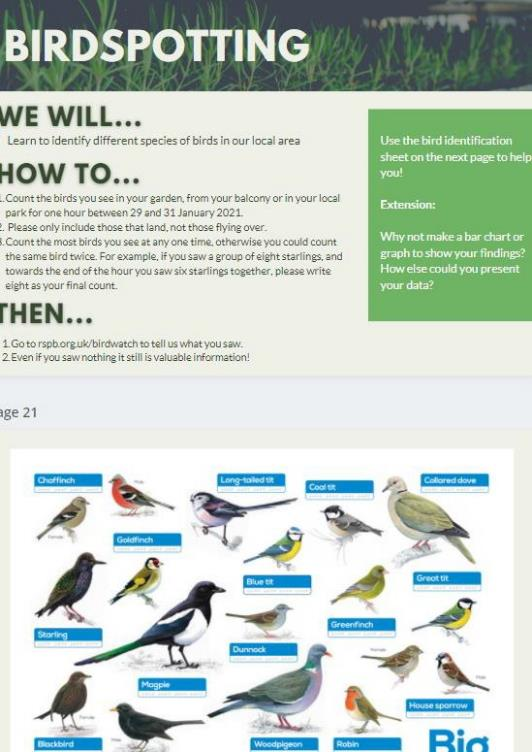 BIRDSPOTTING
WE WILL...
Learn to identify different species of birds in our local area
HOW TO...
1.Count the birds you see in your garden, from your balcony or in your local
park for one hour between 29 and 31 January 2021.
2. Please only include those that land, not those flying over.
3.Count the most birds you see at any one time, otherwise you could count
the same bird twice. For example, if you saw a group of eight starlings, and
towards the end of the hour you saw six starlings together, please write
eight as your final count.
THEN...
1.Go to rspb.org.uk/birdwatch to tell us what you saw.
2.Even if you saw nothing it still is valuable information!
Use the bird identification
sheet on the next page to help
you!
Extension:
Why not make a bar chart or
graph to show your findings?
How else could you present
your data?
age 21
Chaffinch
Male
Long-tailed tit
Coal tit
Collared dove
Female
Goldfinch
Blue tit
Great tit
Starling
Greenfinch
Dunnock
Female
Male
Magpie
House sparrow
Female
Male
Blackbird
Woodpigeon
Robin
Big